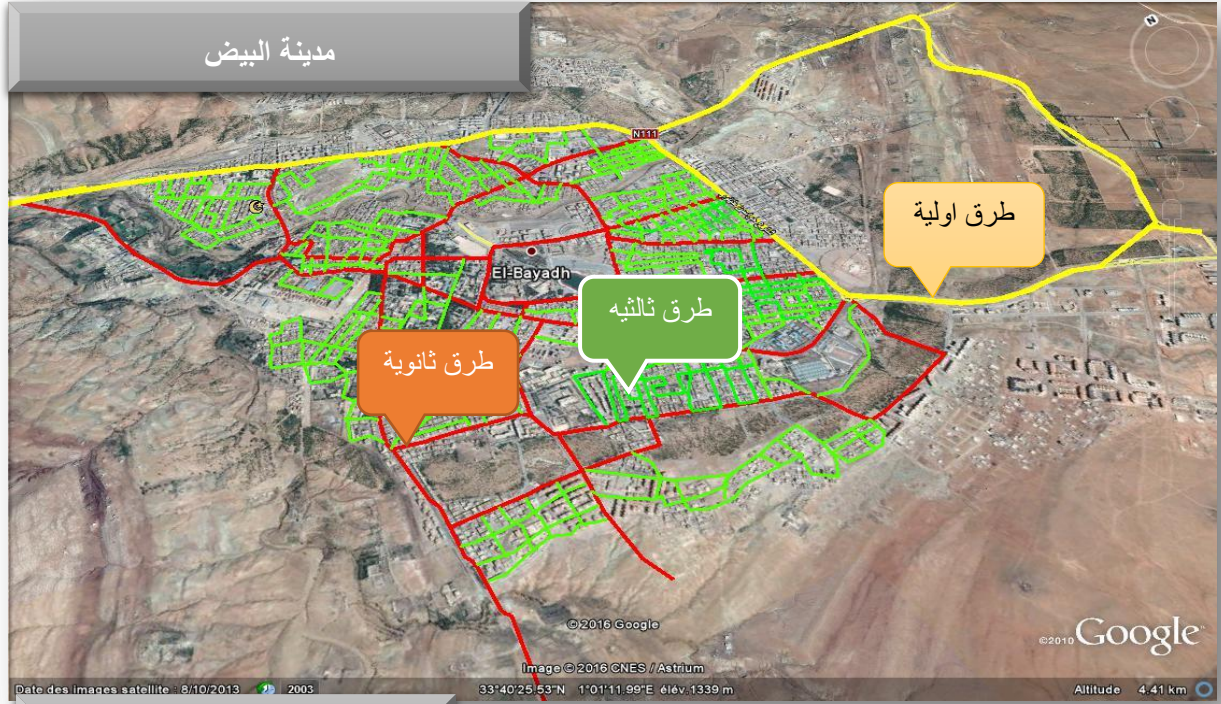 مدينة البيض
N111
طرق اولية
El-Bayadh
طرق ثالثيه
طرق ثانوية
©2016 Google
©2010 Google
Image © 2016 CNES / Astrium
Date des images satellite : 8/10/2013 2003
33°40'25.53"N 1°01'11.99"E élév. 1339 m
Altitude 4.41 km